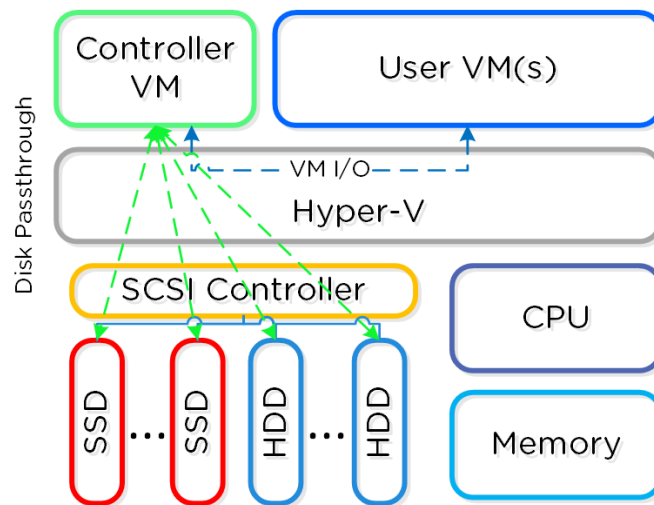 Controller
VM
User VM(s)
Disk Passthrough
VM I/O
Hyper-V
SCSI Controller
CPU
SSD
...
SSD
HDD
...
HDD
Memory